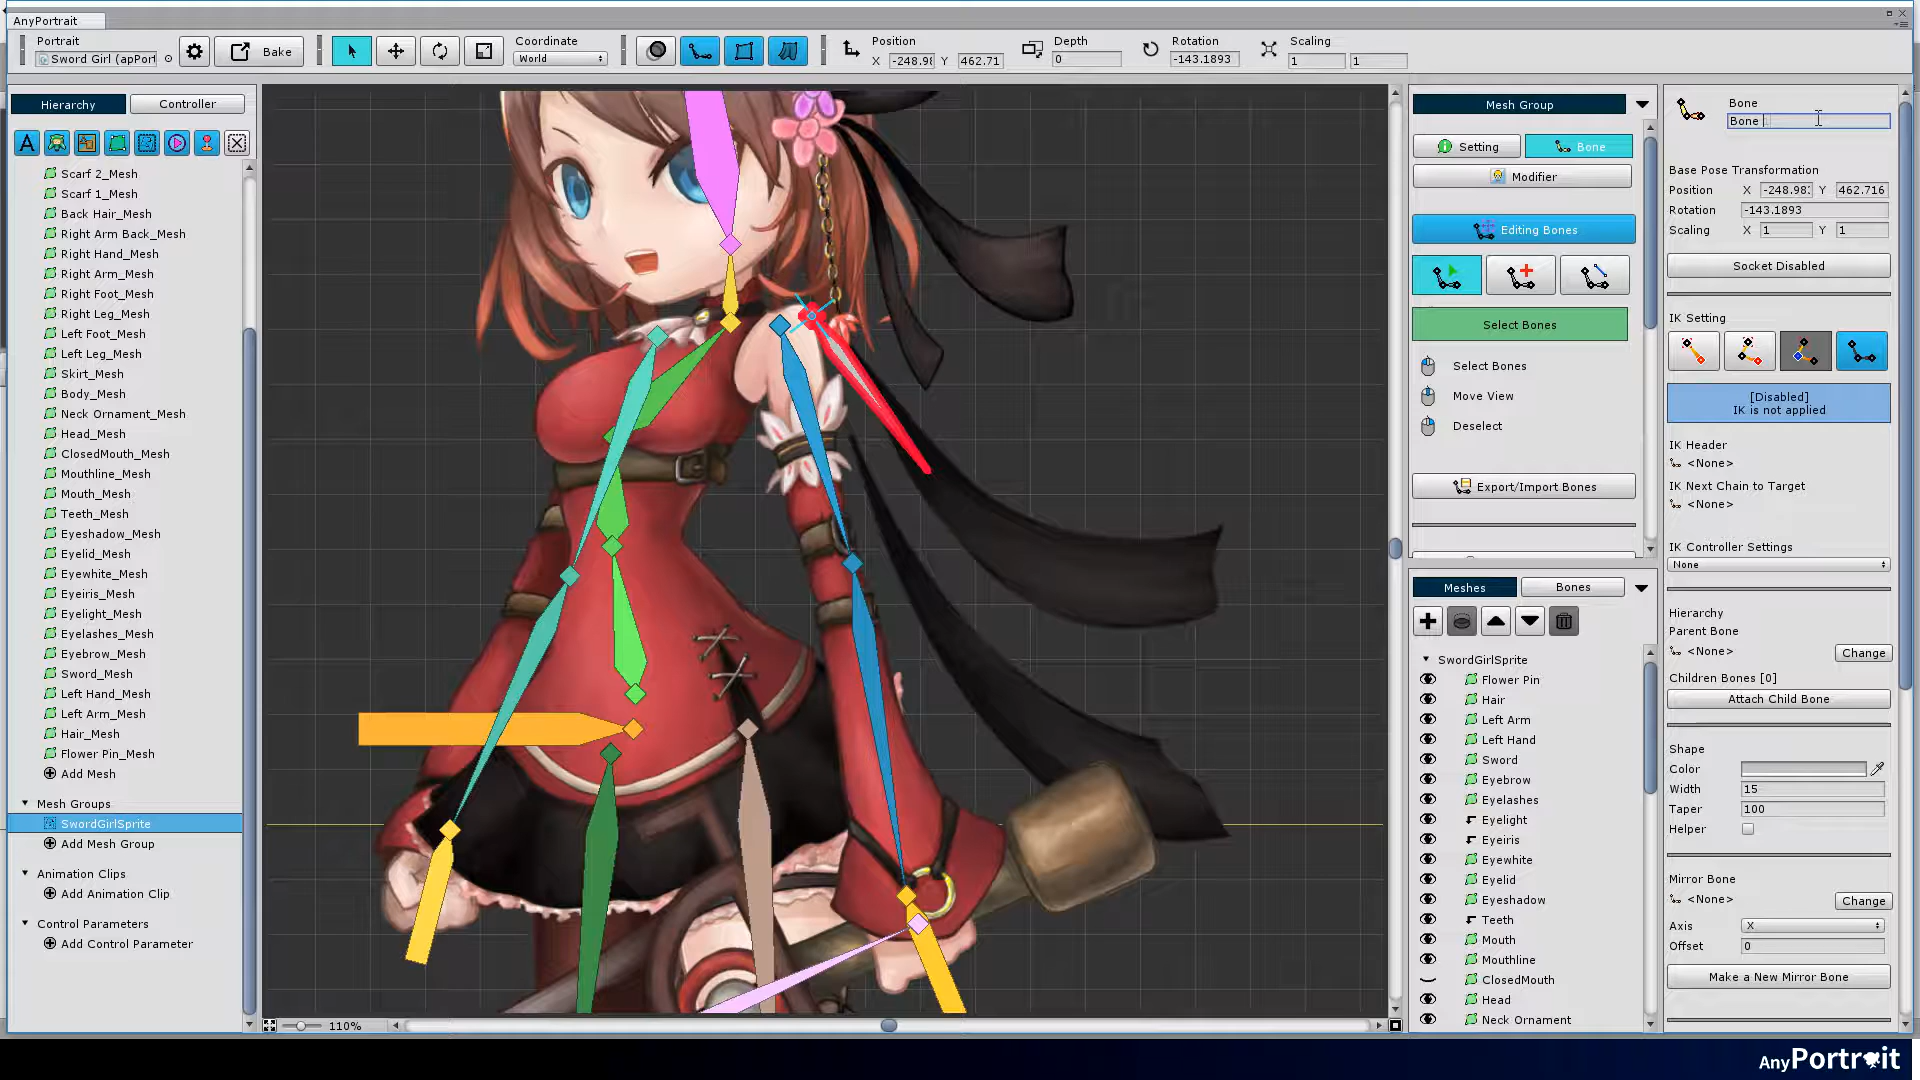 AnyPortrait
Portrait
Sword Girl (apPort
Bake
Coordinate
World
Position
X -248.98 Y 462.71
Depth
0
Rotation
-143.1893
Scaling
1 1
Hierarchy
Controller
Scarf 2_Mesh
Scarf 1_Mesh
Back Hair_Mesh
Right Arm Back_Mesh
Right Hand_Mesh
Right Arm_Mesh
Right Foot_Mesh
Right Leg_Mesh
Left Foot_Mesh
Left Leg_Mesh
Skirt_Mesh
Body_Mesh
Neck Ornament_Mesh
Head_Mesh
ClosedMouth_Mesh
Mouthline_Mesh
Mouth_Mesh
Teeth_Mesh
Eyeshadow_Mesh
Eyelid_Mesh
Eyewhite_Mesh
Eyeiris_Mesh
Eyelight_Mesh
Eyelashes_Mesh
Eyebrow_Mesh
Sword_Mesh
Left Hand_Mesh
Left Arm_Mesh
Hair_Mesh
Flower Pin_Mesh
Add Mesh
Mesh Groups
SwordGirlSprite
Add Mesh Group
Animation Clips
Add Animation Clip
Control Parameters
Add Control Parameter
110%
Mesh Group
Setting
Bone
Modifier
Editing Bones
Select Bones
Select Bones
Move View
Deselect
Export/Import Bones
Meshes
Bones
SwordGirlSprite
Flower Pin
Hair
Left Arm
Left Hand
Sword
Eyebrow
Eyelashes
Eyelight
Eyeiris
Eyewhite
Eyelid
Eyeshadow
Teeth
Mouth
Mouthline
ClosedMouth
Head
Neck Ornament
Bone
Bone
Base Pose Transformation
Position X -248.98 Y 462.716
Rotation -143.1893
Scaling X 1 Y 1
Socket Disabled
IK Setting
[Disabled]
IK is not applied
IK Header
<None>
IK Next Chain to Target
<None>
IK Controller Settings
None
Hierarchy
Parent Bone
<None> Change
Children Bones [0]
Attach Child Bone
Shape
Color
Width 15
Taper 100
Helper
Mirror Bone
<None> Change
Axis X
Offset 0
Make a New Mirror Bone
AnyPortrait